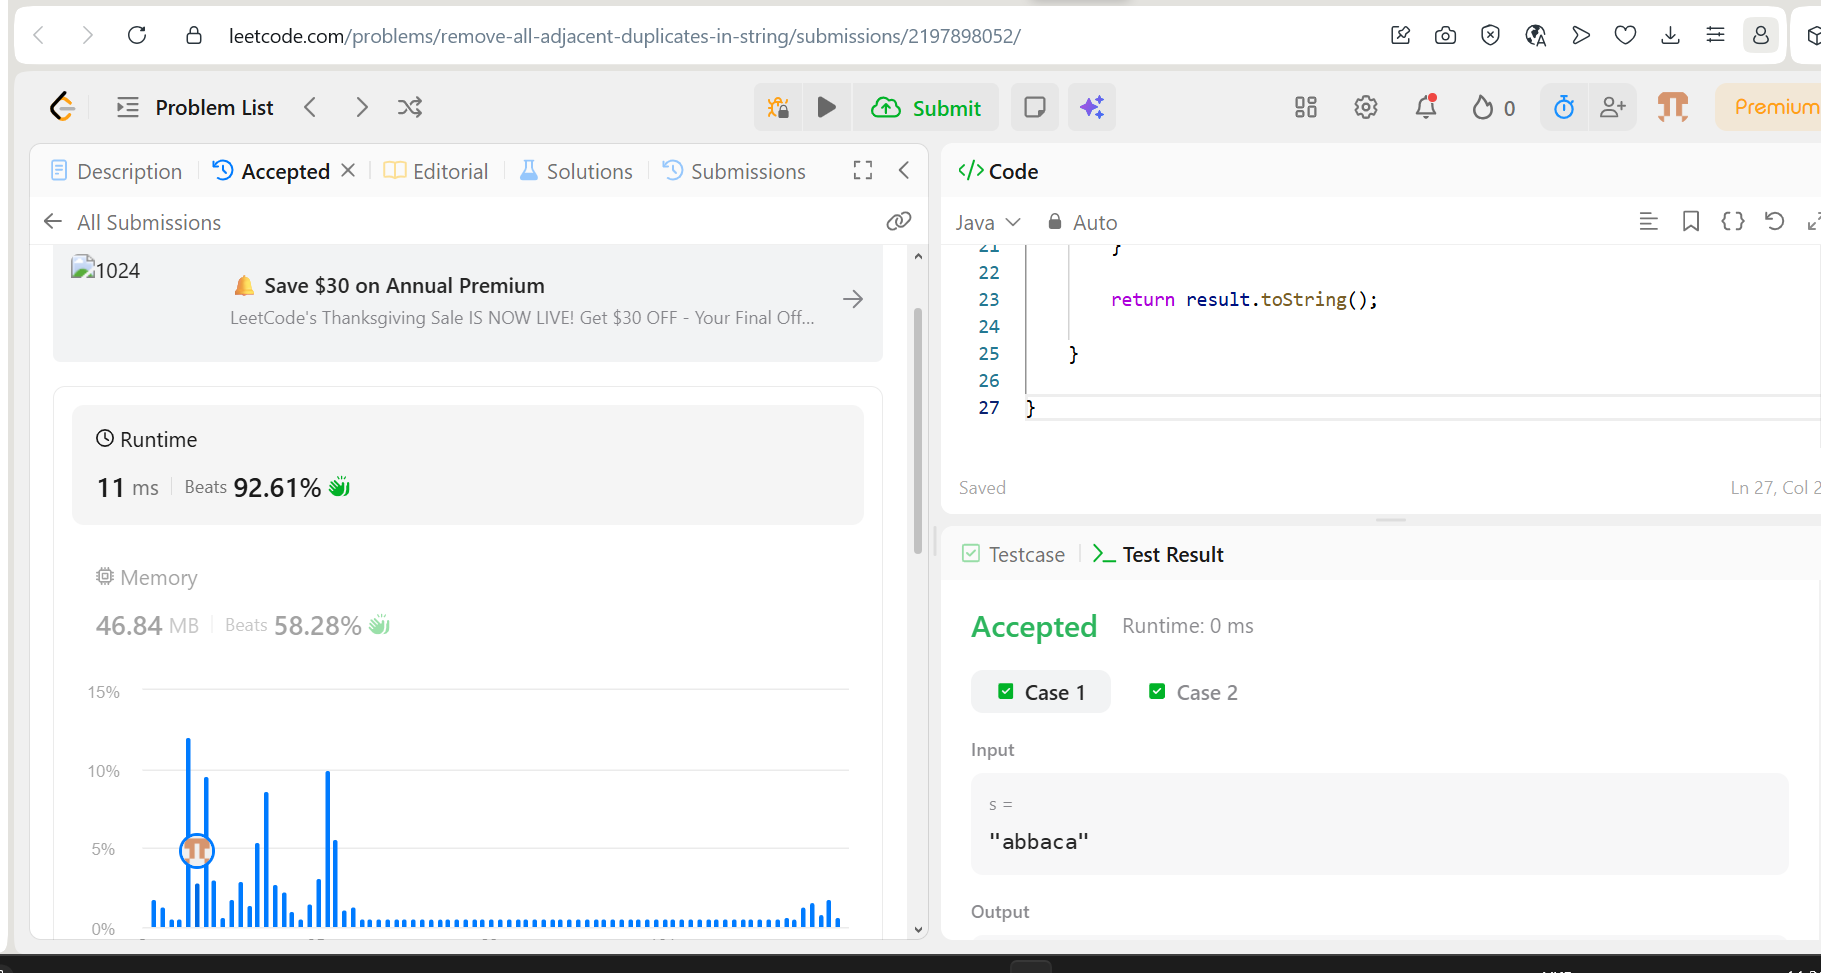 leetcode.com/problems/remove-all-adjacent-duplicates-in-string/submissions/2197898052/
Problem List
Submit
0
Premium
Description
Accepted
Editorial
Solutions
Submissions
All Submissions
1024
Save $30 on Annual Premium
LeetCode's Thanksgiving Sale IS NOW LIVE! Get $30 OFF - Your Final Off...
Runtime
11 ms
Beats 92.61%
Memory
46.84 MB
Beats 58.28%
15%
10%
5%
0%
</> Code
Java
Auto
21 }
22
23 return result.toString();
24
25 }
26
27 }
Saved
Ln 27, Col 2
Testcase
Test Result
Accepted
Runtime: 0 ms
Case 1
Case 2
Input
s =
"abbaca"
Output